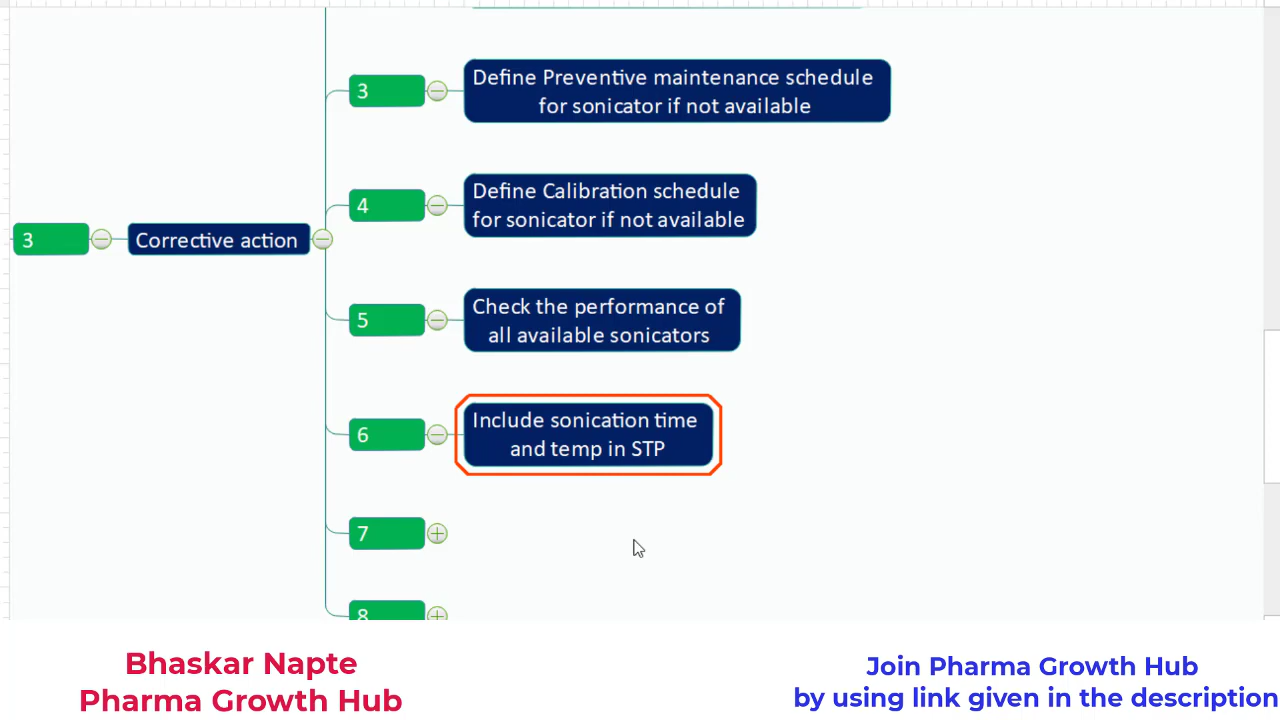 3
Define Preventive maintenance schedule
for sonicator if not available
4
Define Calibration schedule
for sonicator if not available
3
Corrective action
5
Check the performance of
all available sonicators
6
Include sonication time
and temp in STP
7
8
Bhaskar Napte
Pharma Growth Hub
Join Pharma Growth Hub
by using link given in the description